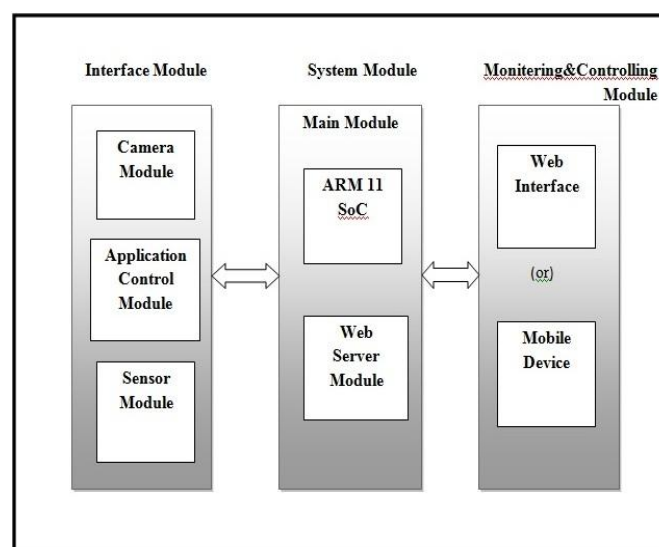 Interface Module
System Module
Monitering&Controlling
Module
Camera
Module
Application
Control
Module
Sensor
Module
Main Module
ARM 11
SoC
Web
Server
Module
Web
Interface
(or)
Mobile
Device